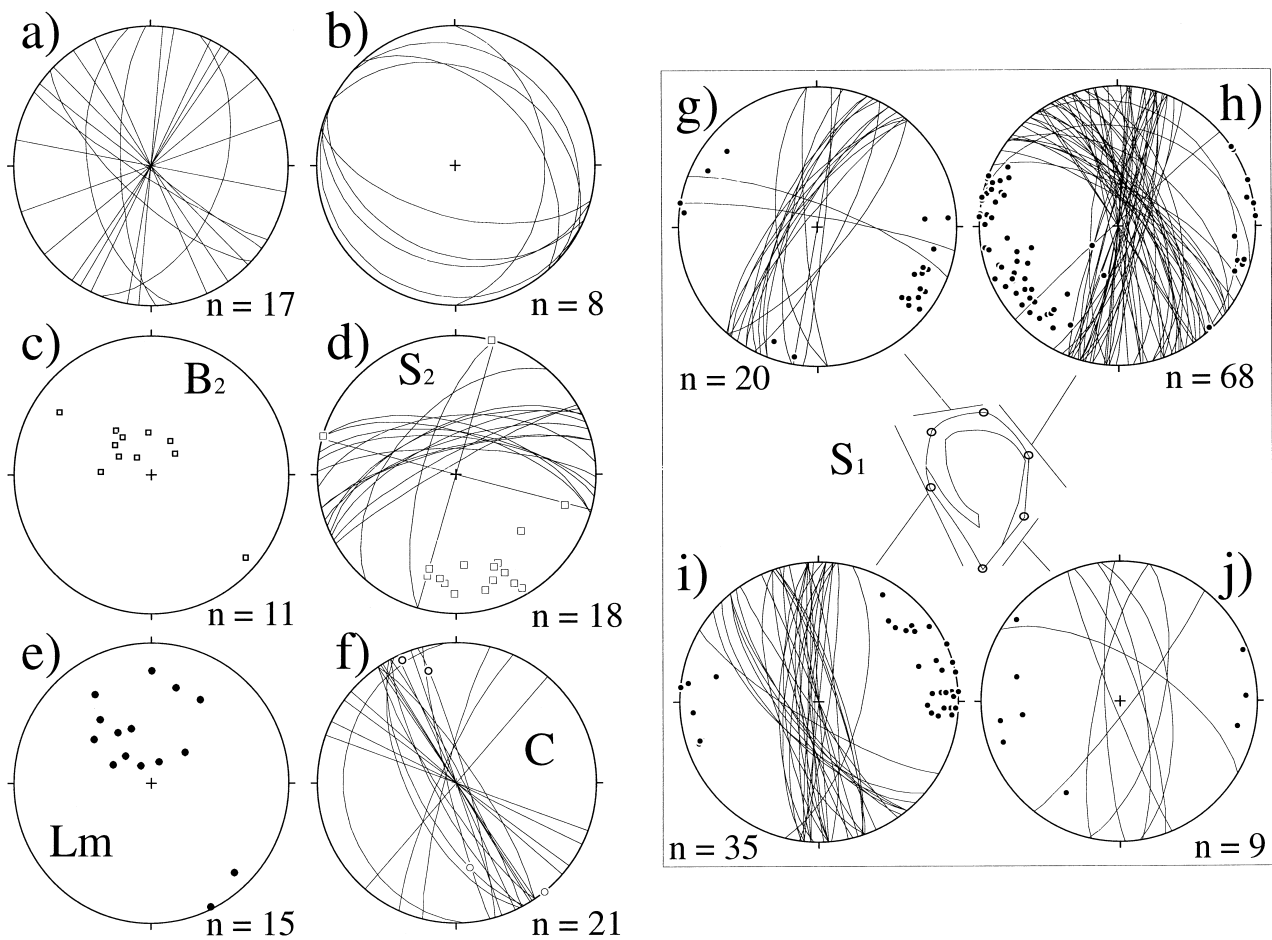 a)
n = 17
b)
n = 8
c)
B2
n = 11
d)
S2
n = 18
e)
Lm
n = 15
f)
C
n = 21
g)
n = 20
h)
n = 68
S1
i)
n = 35
j)
n = 9